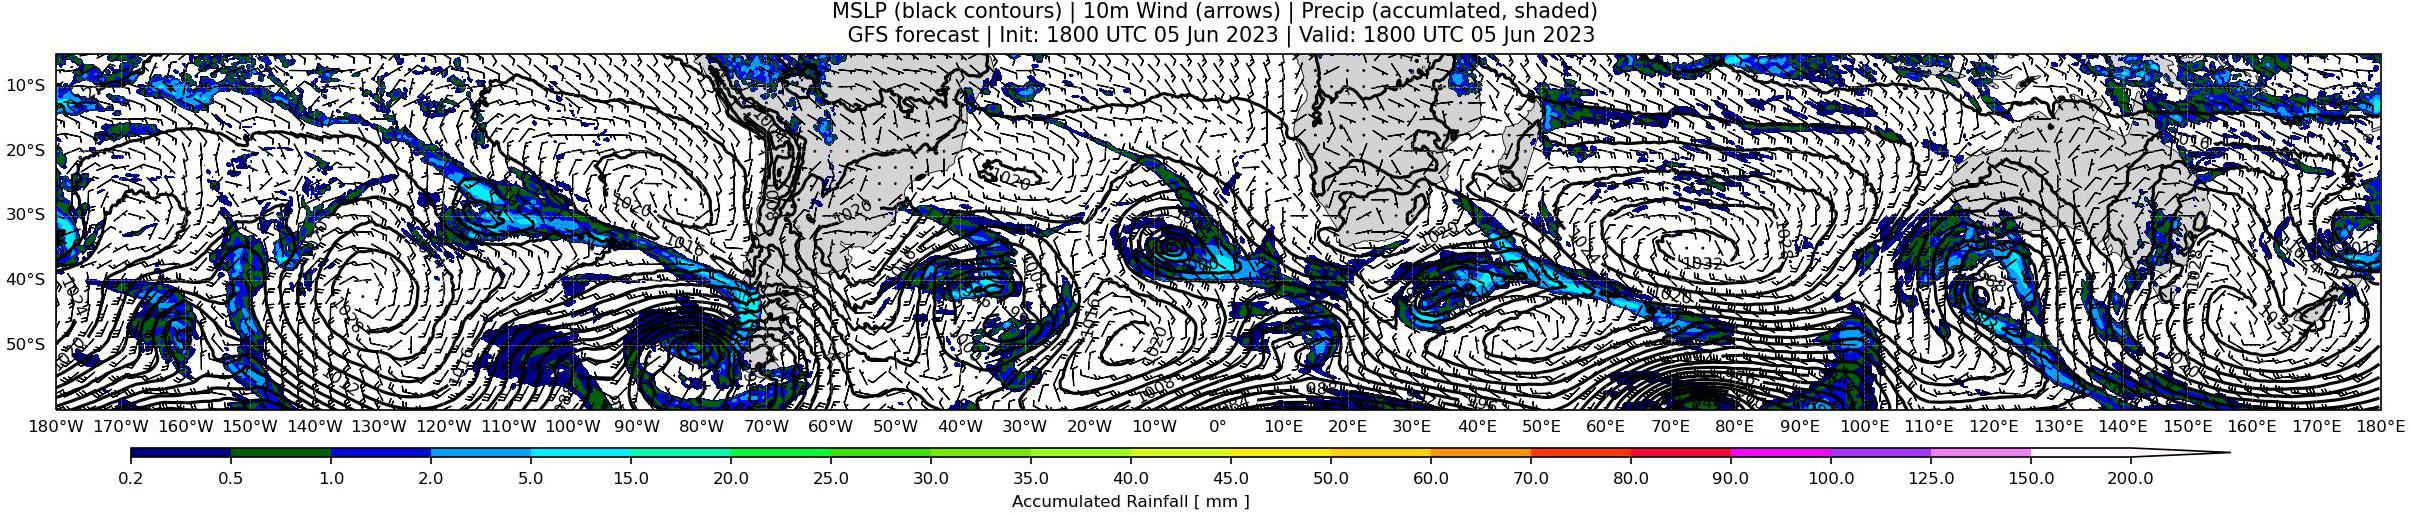 MSLP (black contours) | 10m Wind (arrows) | Precip (accumlated, shaded)
GFS forecast | Init: 1800 UTC 05 Jun 2023 | Valid: 1800 UTC 05 Jun 2023
10°S
20°S
30°S
40°S
50°S
1020
1020
1020
1016
1016
1032
1028
1020
1028
1020
1008
988
180°W 170°W 160°W 150°W 140°W 130°W 120°W 110°W 100°W 90°W 80°W 70°W 60°W 50°W 40°W 30°W 20°W 10°W 0° 10°E 20°E 30°E 40°E 50°E 60°E 70°E 80°E 90°E 100°E 110°E 120°E 130°E 140°E 150°E 160°E 170°E 180°E
0.2 0.5 1.0 2.0 5.0 15.0 20.0 25.0 30.0 35.0 40.0 45.0 50.0 60.0 70.0 80.0 90.0 100.0 125.0 150.0 200.0
Accumulated Rainfall [ mm ]